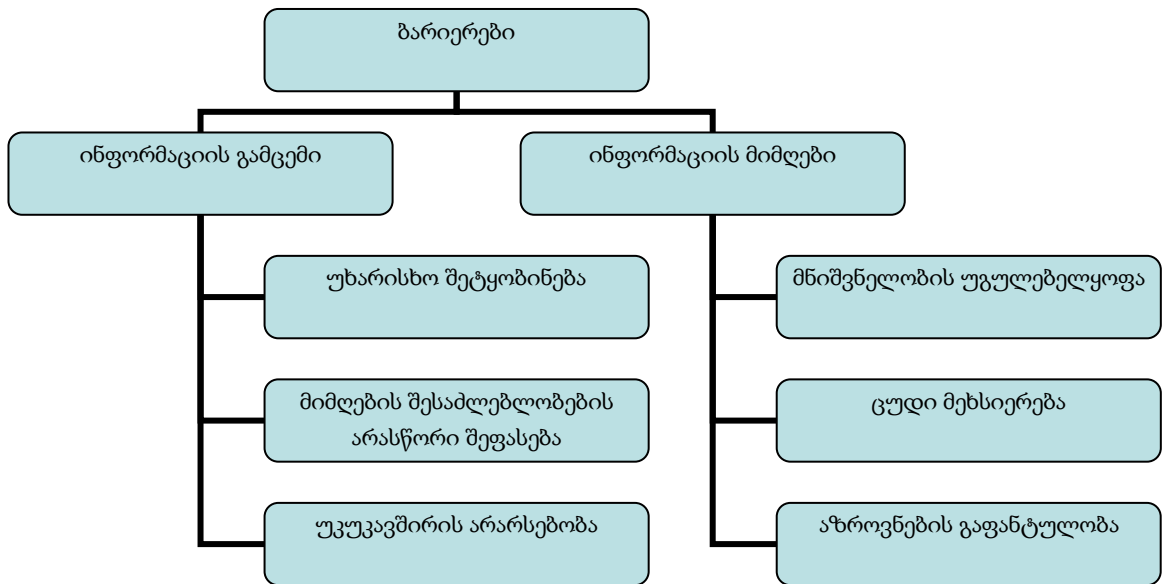 ბარიერები
ინფორმაციის გამცემი
ინფორმაციის მიმღები
უხარისხო შეტყობინება
მნიშვნელობის უგულებელყოფა
მიმღების შესაძლებლობების
არასწორი შეფასება
ცუდი მეხსიერება
უკუკავშირის არარსებობა
აზროვნების გაფანტულობა